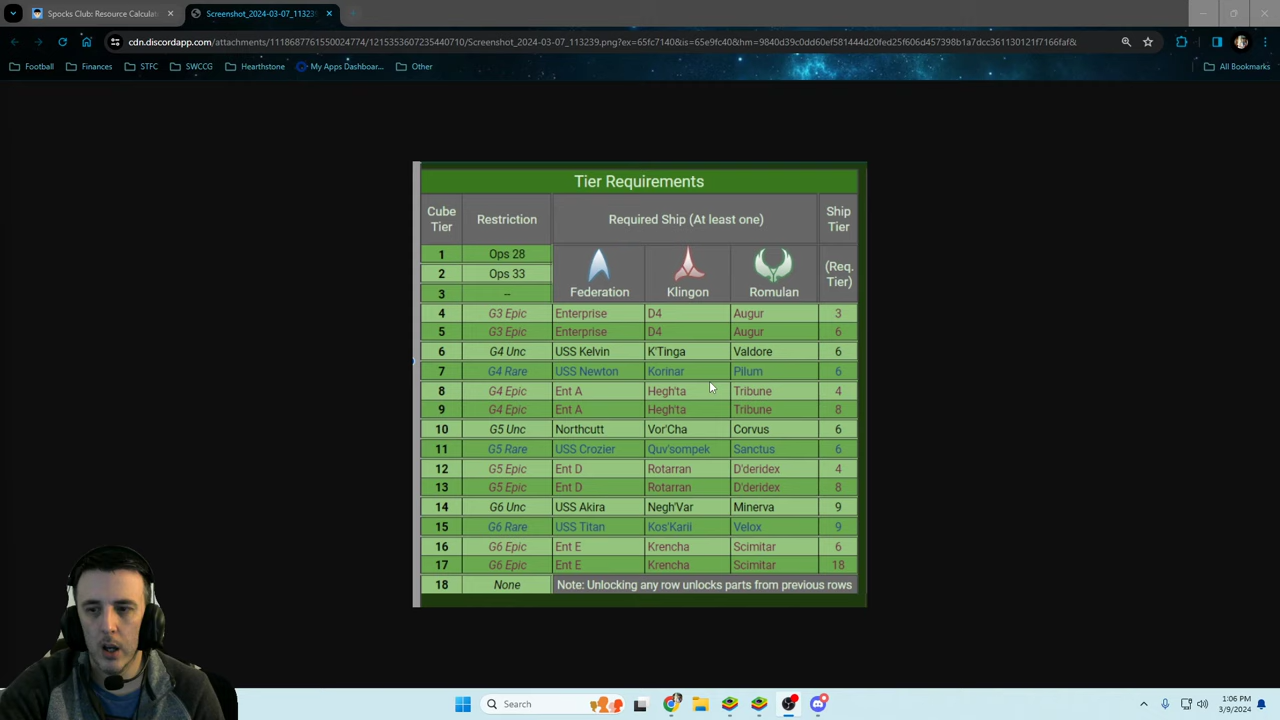 Spocks Club: Resource Calculat
Screenshot_2024-03-07_11323
cdn.discordapp.com/attachments/1118687761550024774/1215353607235440710/Screenshot_2024-03-07_113239.png?ex=65fc7140&is=65e9fc40&hm=9840d39c0dd60ef581444d20fed25f606d457398b1a7dcc361130121f7166faf&
Football Finances STFC SWCCG Hearthstone My Apps Dashboar... Other All Bookmarks
Tier Requirements
Cube Tier Restriction Required Ship (At least one) Ship Tier
1 Ops 28
2 Ops 33
3 --
Federation Klingon Romulan (Req. Tier)
4 G3 Epic Enterprise D4 Augur 3
5 G3 Epic Enterprise D4 Augur 6
6 G4 Unc USS Kelvin K'Tinga Valdore 6
7 G4 Rare USS Newton Korinar Pilum 6
8 G4 Epic Ent A Hegh'ta Tribune 4
9 G4 Epic Ent A Hegh'ta Tribune 8
10 G5 Unc Northcutt Vor'Cha Corvus 6
11 G5 Rare USS Crozier Quv'sompek Sanctus 6
12 G5 Epic Ent D Rotarran D'deridex 4
13 G5 Epic Ent D Rotarran D'deridex 8
14 G6 Unc USS Akira Negh'Var Minerva 9
15 G6 Rare USS Titan Kos'Karii Velox 9
16 G6 Epic Ent E Krencha Scimitar 6
17 G6 Epic Ent E Krencha Scimitar 18
18 None Note: Unlocking any row unlocks parts from previous rows
Search
1:06 PM
3/9/2024